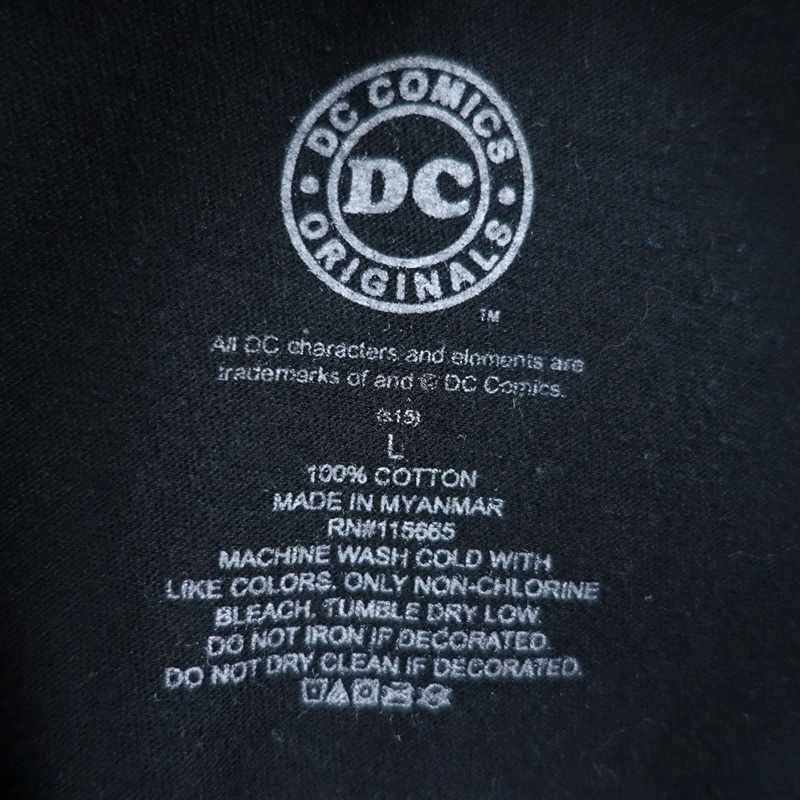 DC COMICS
DC
ORIGINALS
TM
All DC characters and elements are
trademarks of and © DC Comics.
(s15)
L
100% COTTON
MADE IN MYANMAR
RN#115665
MACHINE WASH COLD WITH
LIKE COLORS. ONLY NON-CHLORINE
BLEACH. TUMBLE DRY LOW.
DO NOT IRON IF DECORATED.
DO NOT DRY CLEAN IF DECORATED.